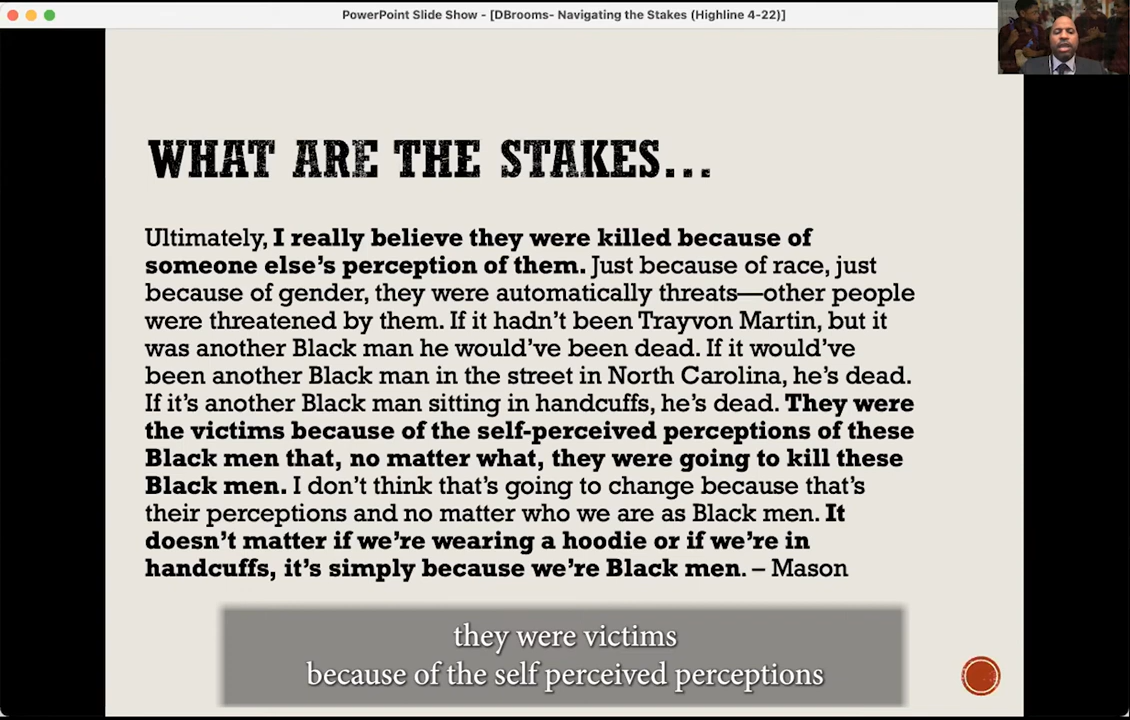 PowerPoint Slide Show - [DBrooms- Navigating the Stakes (Highline 4-22)]
WHAT ARE THE STAKES...
Ultimately, I really believe they were killed because of
someone else’s perception of them. Just because of race, just
because of gender, they were automatically threats—other people
were threatened by them. If it hadn’t been Trayvon Martin, but it
was another Black man he would’ve been dead. If it would’ve
been another Black man in the street in North Carolina, he’s dead.
If it’s another Black man sitting in handcuffs, he’s dead. They were
the victims because of the self-perceived perceptions of these
Black men that, no matter what, they were going to kill these
Black men. I don’t think that’s going to change because that’s
their perceptions and no matter who we are as Black men. It
doesn’t matter if we’re wearing a hoodie or if we’re in
handcuffs, it’s simply because we’re Black men. – Mason
they were victims
because of the self perceived perceptions